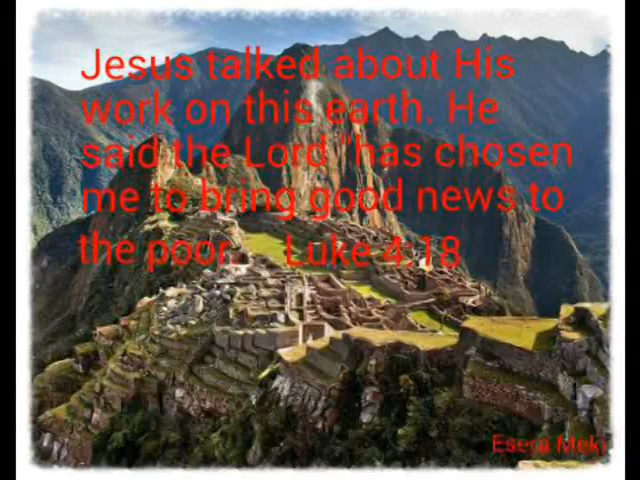 Jesus talked about His
work on this earth. He
said the Lord "has chosen
me to bring good news to
the poor. Luke 4:18
Esera Mok